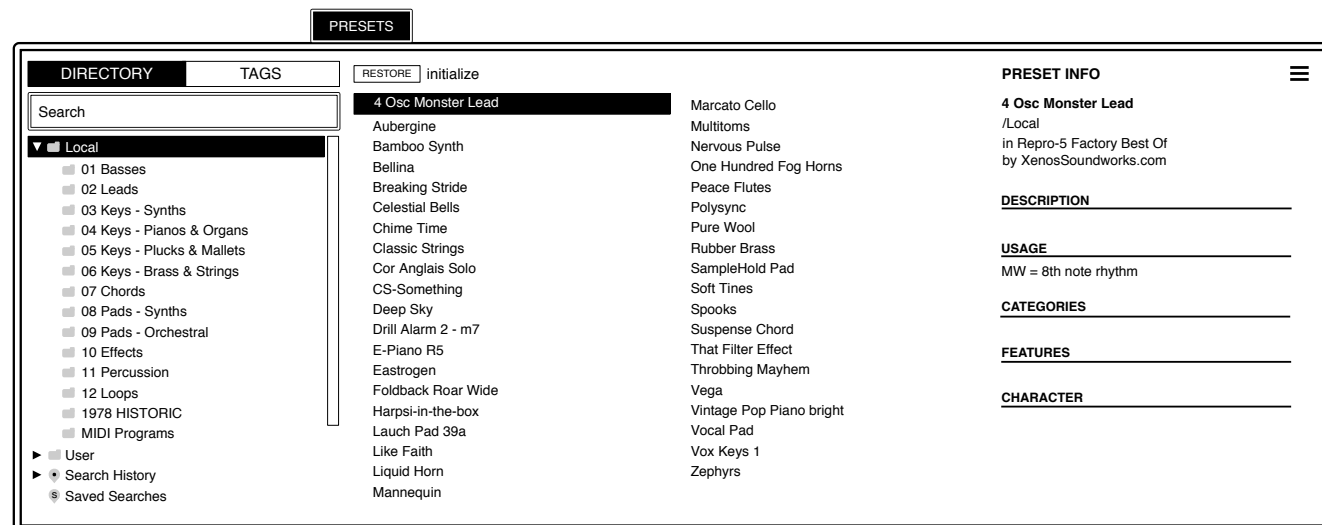 PRESETS
DIRECTORY
TAGS
Search
Local
01 Basses
02 Leads
03 Keys - Synths
04 Keys - Pianos & Organs
05 Keys - Plucks & Mallets
06 Keys - Brass & Strings
07 Chords
08 Pads - Synths
09 Pads - Orchestral
10 Effects
11 Percussion
12 Loops
1978 HISTORIC
MIDI Programs
User
Search History
S Saved Searches
RESTORE initialize
4 Osc Monster Lead
Aubergine
Bamboo Synth
Bellina
Breaking Stride
Celestial Bells
Chime Time
Classic Strings
Cor Anglais Solo
CS-Something
Deep Sky
Drill Alarm 2 - m7
E-Piano R5
Eastrogen
Foldback Roar Wide
Harpsi-in-the-box
Lauch Pad 39a
Like Faith
Liquid Horn
Mannequin
Marcato Cello
Multitoms
Nervous Pulse
One Hundred Fog Horns
Peace Flutes
Polysync
Pure Wool
Rubber Brass
SampleHold Pad
Soft Tines
Spooks
Suspense Chord
That Filter Effect
Throbbing Mayhem
Vega
Vintage Pop Piano bright
Vocal Pad
Vox Keys 1
Zephyrs
PRESET INFO
4 Osc Monster Lead
/Local
in Repro-5 Factory Best Of
by XenosSoundworks.com
DESCRIPTION
USAGE
MW = 8th note rhythm
CATEGORIES
FEATURES
CHARACTER